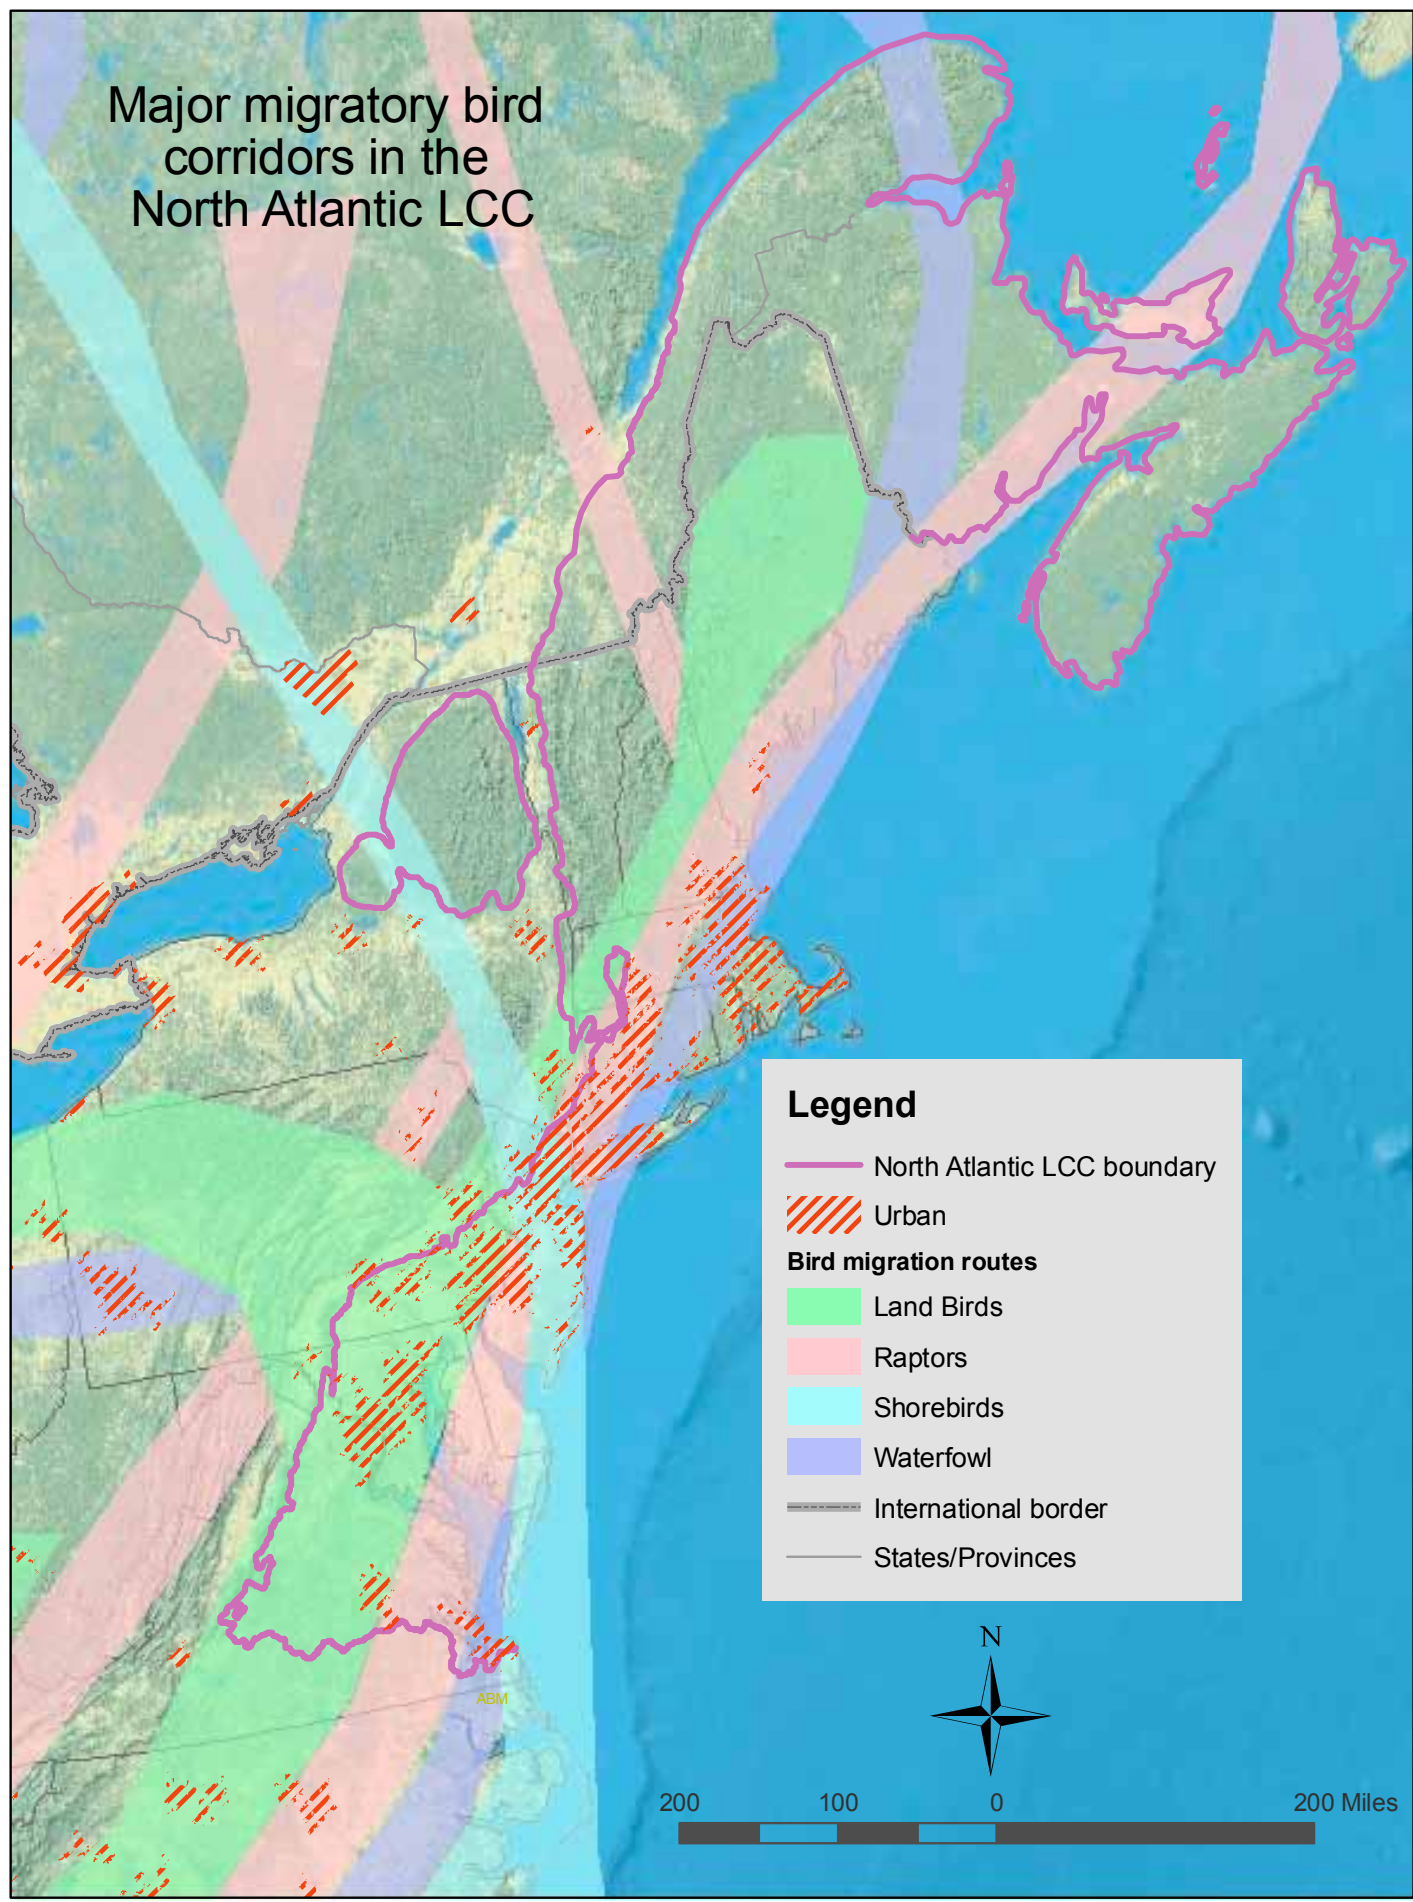 Major migratory bird
corridors in the
North Atlantic LCC
Legend
North Atlantic LCC boundary
Urban
Bird migration routes
Land Birds
Raptors
Shorebirds
Waterfowl
International border
States/Provinces
N
ABM
200 100 0 200 Miles